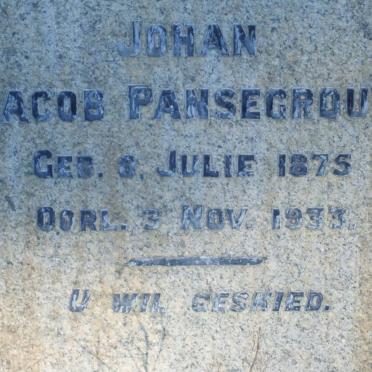 JOHAN
ACOB PANSEGROU
GEB. 8. JULIE 1875
OORL. 3 NOV. 1933.
U WIL GESKIED.